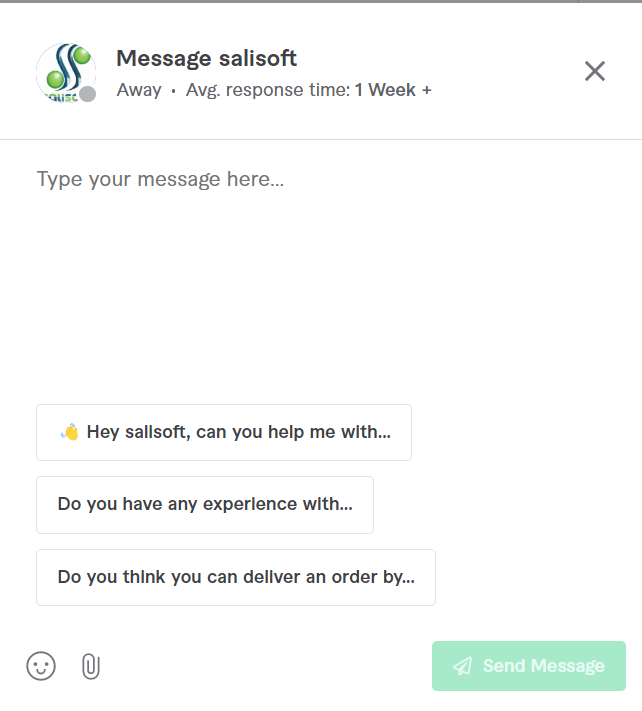 Message salisoft
Away • Avg. response time: 1 Week +
Type your message here...
👋 Hey salisoft, can you help me with...
Do you have any experience with...
Do you think you can deliver an order by...
Send Message